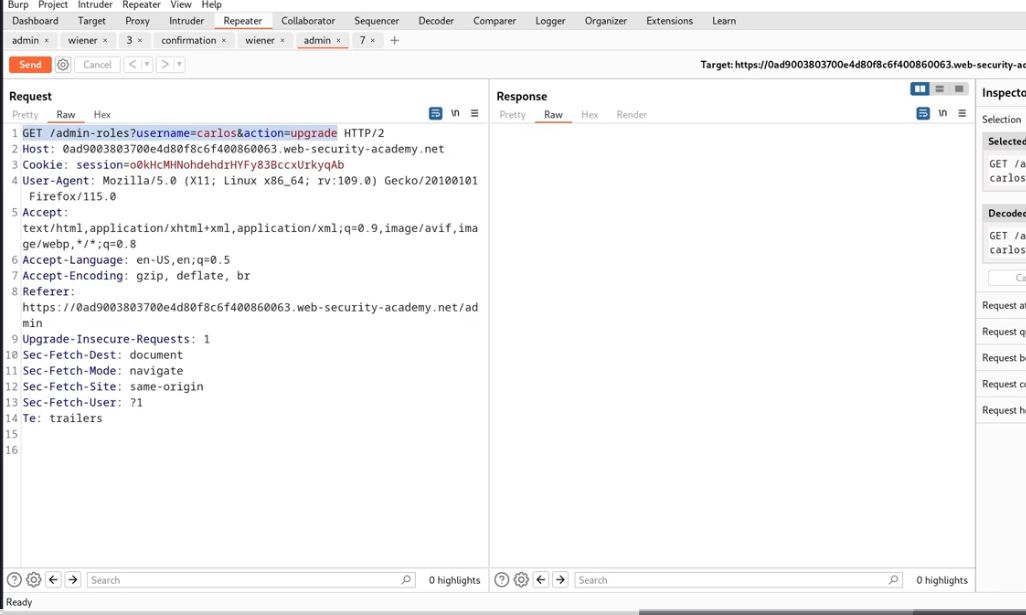 Burp Project Intruder Repeater View Help
Dashboard Target Proxy Intruder Repeater Collaborator Sequencer Decoder Comparer Logger Organizer Extensions Learn
admin × wiener × 3 × confirmation × wiener × admin × 7 × +
Send Cancel < > Target: https://0ad9003803700e4d80f8c6f400860063.web-security-ac
Request
Pretty Raw Hex \n
1 GET /admin-roles?username=carlos&action=upgrade HTTP/2
2 Host: 0ad9003803700e4d80f8c6f400860063.web-security-academy.net
3 Cookie: session=o0kHcMHNohdehdrHYFy83BccxUrkyqAb
4 User-Agent: Mozilla/5.0 (X11; Linux x86_64; rv:109.0) Gecko/20100101
Firefox/115.0
5 Accept:
text/html,application/xhtml+xml,application/xml;q=0.9,image/avif,ima
ge/webp,*/*;q=0.8
6 Accept-Language: en-US,en;q=0.5
7 Accept-Encoding: gzip, deflate, br
8 Referer:
https://0ad9003803700e4d80f8c6f400860063.web-security-academy.net/ad
min
9 Upgrade-Insecure-Requests: 1
10 Sec-Fetch-Dest: document
11 Sec-Fetch-Mode: navigate
12 Sec-Fetch-Site: same-origin
13 Sec-Fetch-User: ?1
14 Te: trailers
15
16
Search 0 highlights
Response
Pretty Raw Hex Render \n
Search 0 highlights
Inspecto
Selection
Selected
GET /a
carlos
Decoded
GET /a
carlos
Ca
Request at
Request qu
Request bo
Request co
Request he
Ready